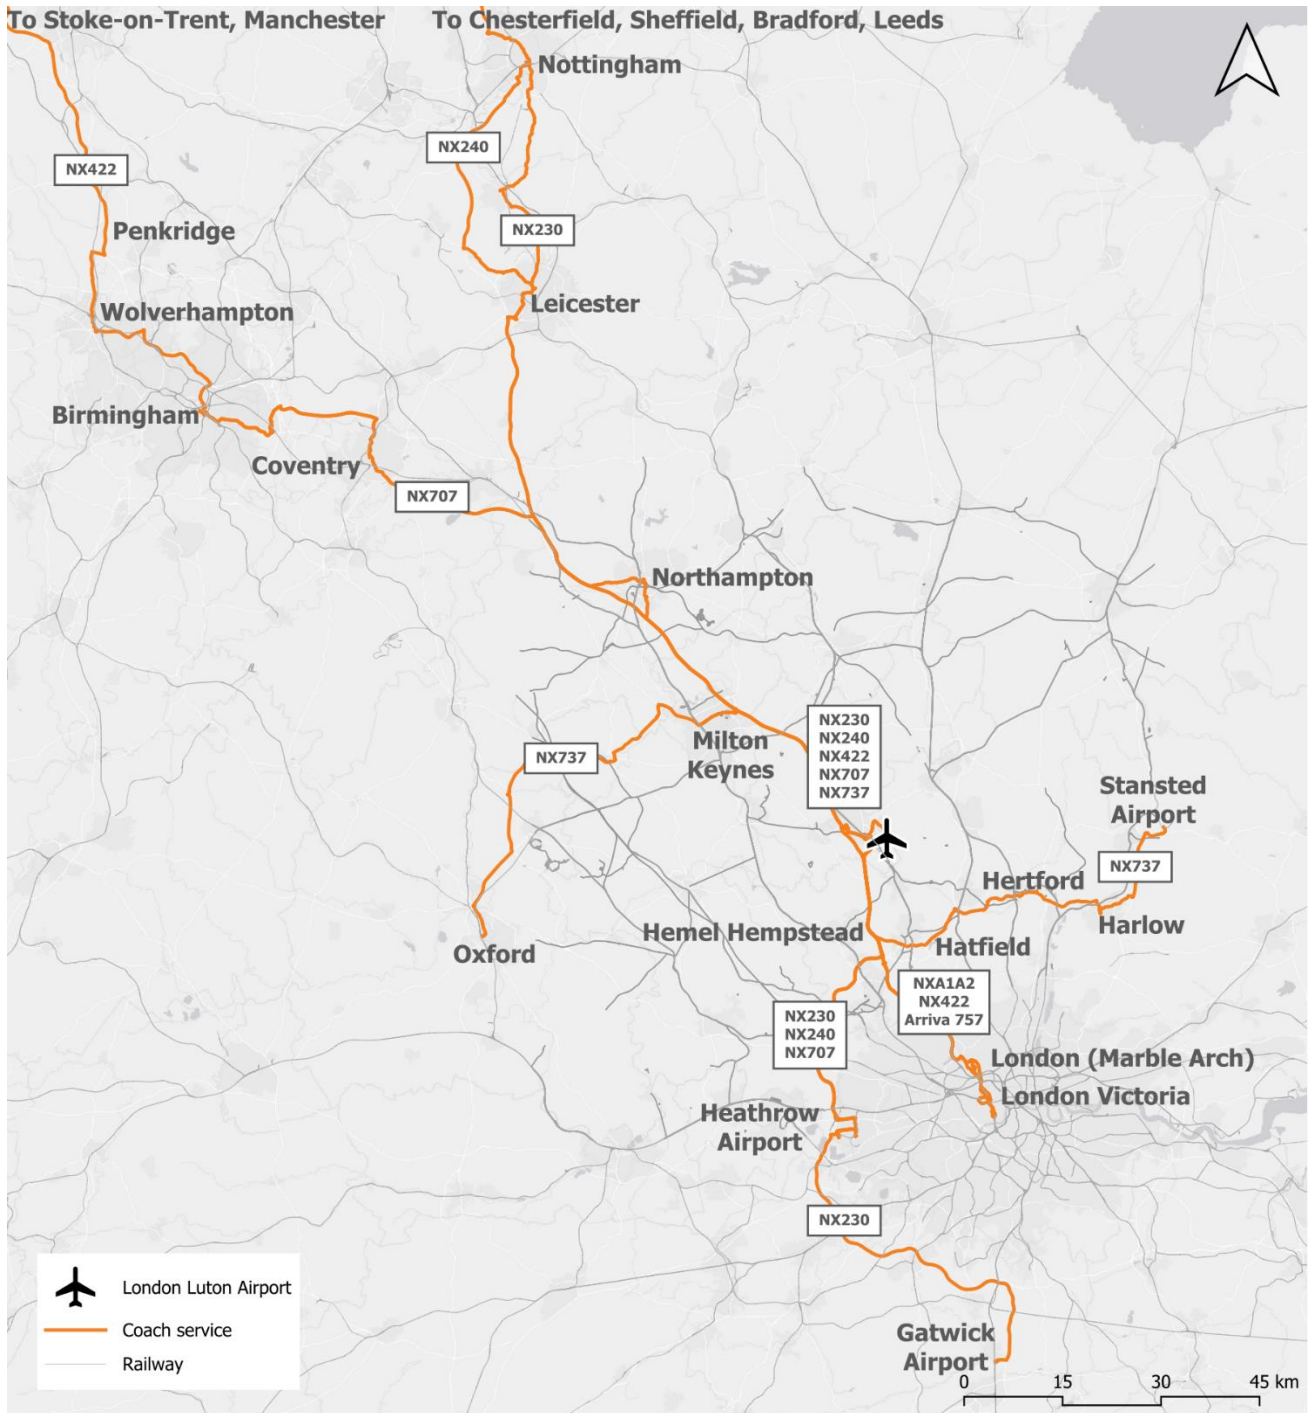 To Stoke-on-Trent, Manchester
To Chesterfield, Sheffield, Bradford, Leeds
Nottingham
NX240
NX422
Penkridge
NX230
Leicester
Wolverhampton
Birmingham
Coventry
NX707
Northampton
NX230
NX240
NX422
NX707
NX737
Milton
Keynes
NX737
Stansted
Airport
NX737
Hertford
Harlow
Hemel Hempstead
Hatfield
Oxford
NXA1A2
NX422
Arriva 757
NX230
NX240
NX707
London (Marble Arch)
London Victoria
Heathrow
Airport
NX230
London Luton Airport
Coach service
Railway
Gatwick
Airport
0 15 30 45 km